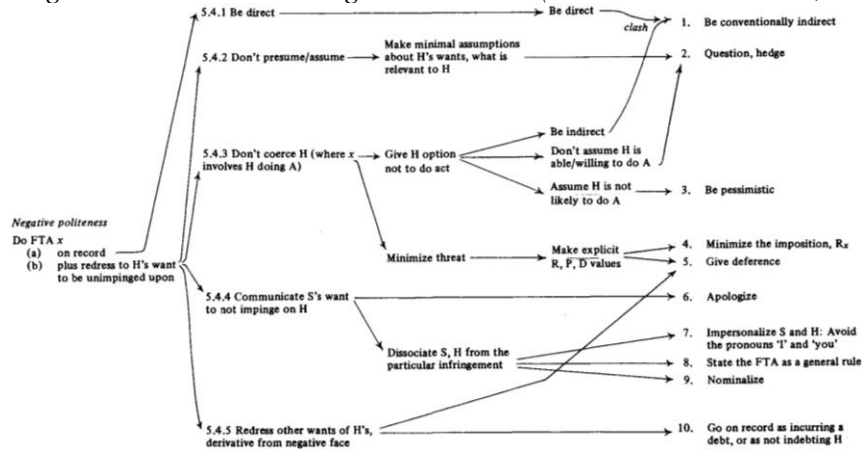 5.4.1 Be direct
Be direct
clash
1. Be conventionally indirect
5.4.2 Don't presume/assume
Make minimal assumptions
about H's wants, what is
relevant to H
2. Question, hedge
5.4.3 Don't coerce H (where x
involves H doing A)
Give H option
not to do act
Be indirect
Don't assume H is
able/willing to do A
Assume H is not
likely to do A
3. Be pessimistic
Negative politeness
Do FTA x
(a) on record
(b) plus redress to H's want
to be unimpinged upon
Minimize threat
Make explicit
R, P, D values
4. Minimize the imposition, Rx
5. Give deference
5.4.4 Communicate S's want
to not impinge on H
6. Apologize
Dissociate S, H from the
particular infringement
7. Impersonalize S and H: Avoid
the pronouns 'I' and 'you'
8. State the FTA as a general rule
9. Nominalize
5.4.5 Redress other wants of H's,
derivative from negative face
10. Go on record as incurring a
debt, or as not indebting H